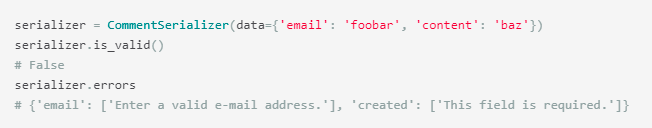 serializer = CommentSerializer(data={'email': 'foobar', 'content': 'baz'})
serializer.is_valid()
# False
serializer.errors
# {'email': ['Enter a valid e-mail address.'], 'created': ['This field is required.']}